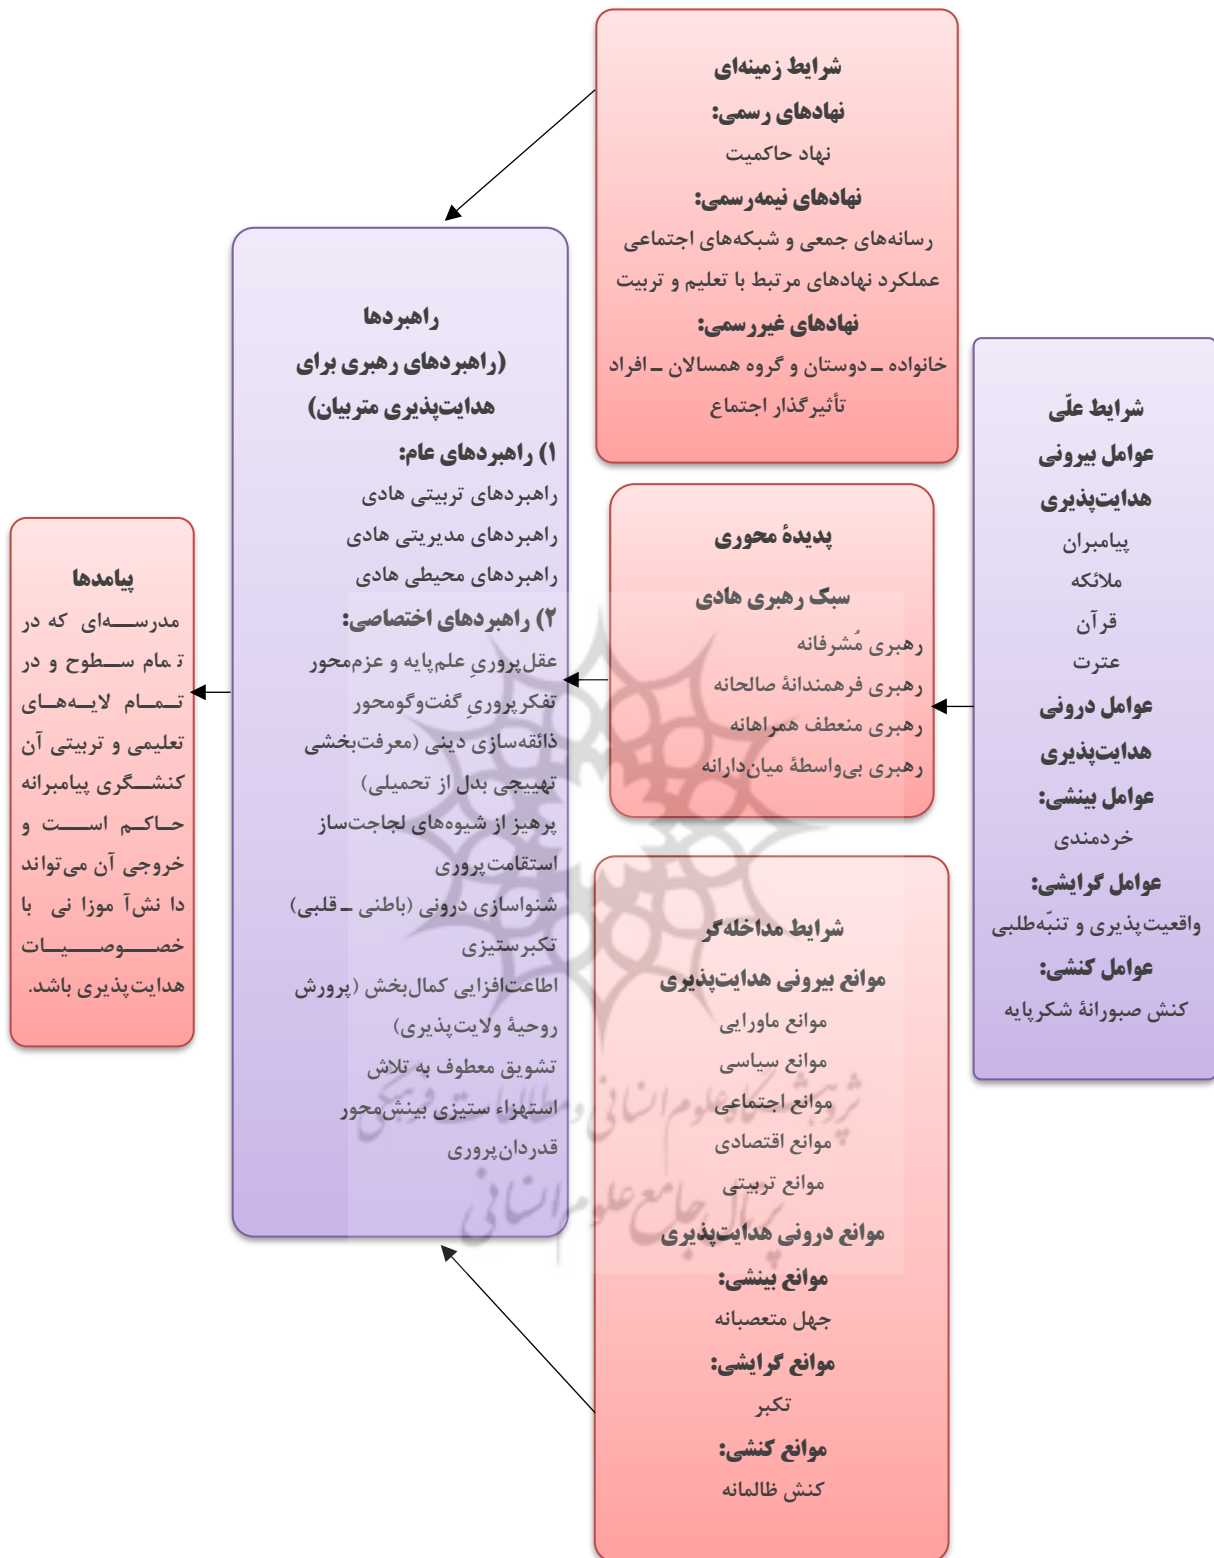 شرایط علّی
عوامل بیرونی
هدایت‌پذیری
پیامبران
ملائکه
قرآن
عترت
عوامل درونی
هدایت‌پذیری
عوامل بینشی:
خردمندی
عوامل گرایشی:
واقعیت‌پذیری و تنبّه‌طلبی
عوامل کنشی:
کنش صبورانهٔ شکرپایه
شرایط زمینه‌ای
نهادهای رسمی:
نهاد حاکمیت
نهادهای نیمه‌رسمی:
رسانه‌های جمعی و شبکه‌های اجتماعی
عملکرد نهادهای مرتبط با تعلیم و تربیت
نهادهای غیررسمی:
خانواده ـ دوستان و گروه همسالان ـ افراد
تأثیرگذار اجتماع
پدیدهٔ محوری
سبک رهبری هادی
رهبری مُشرفانه
رهبری فرهمندانهٔ صالحانه
رهبری منعطف همراهانه
رهبری بی‌واسطهٔ میان‌دارانه
شرایط مداخله‌گر
موانع بیرونی هدایت‌پذیری
موانع ماورایی
موانع سیاسی
موانع اجتماعی
موانع اقتصادی
موانع تربیتی
موانع درونی هدایت‌پذیری
موانع بینشی:
جهل متعصبانه
موانع گرایشی:
تکبر
موانع کنشی:
کنش ظالمانه
راهبردها
(راهبردهای رهبری برای
هدایت‌پذیری متربیان)
۱) راهبردهای عام:
راهبردهای تربیتی هادی
راهبردهای مدیریتی هادی
راهبردهای محیطی هادی
۲) راهبردهای اختصاصی:
عقل‌پروریِ علم‌پایه و عزم‌محور
تفکرپروریِ گفت‌وگومحور
ذائقه‌سازی دینی (معرفت‌بخشی
تهییجی بدل از تحمیلی)
پرهیز از شیوه‌های لجاجت‌ساز
استقامت‌پروری
شنواسازی درونی (باطنی ـ قلبی)
تکبرستیزی
اطاعت‌افزایی کمال‌بخش (پرورش
روحیهٔ ولایت‌پذیری)
تشویق معطوف به تلاش
استهزاء ستیزی بینش‌محور
قدردان‌پروری
پیامدها
مدرسه‌ای که در
تمام سطوح و در
تمام لایه‌های
تعلیمی و تربیتی آن
کنشگری پیامبرانه
حاکم است و
خروجی آن می‌تواند
دانش‌آموزانی با
خصوصیات
هدایت‌پذیری باشد.
پژوهشگاه علوم انسانی و مطالعات فرهنگی
پرتال جامع علوم انسانی